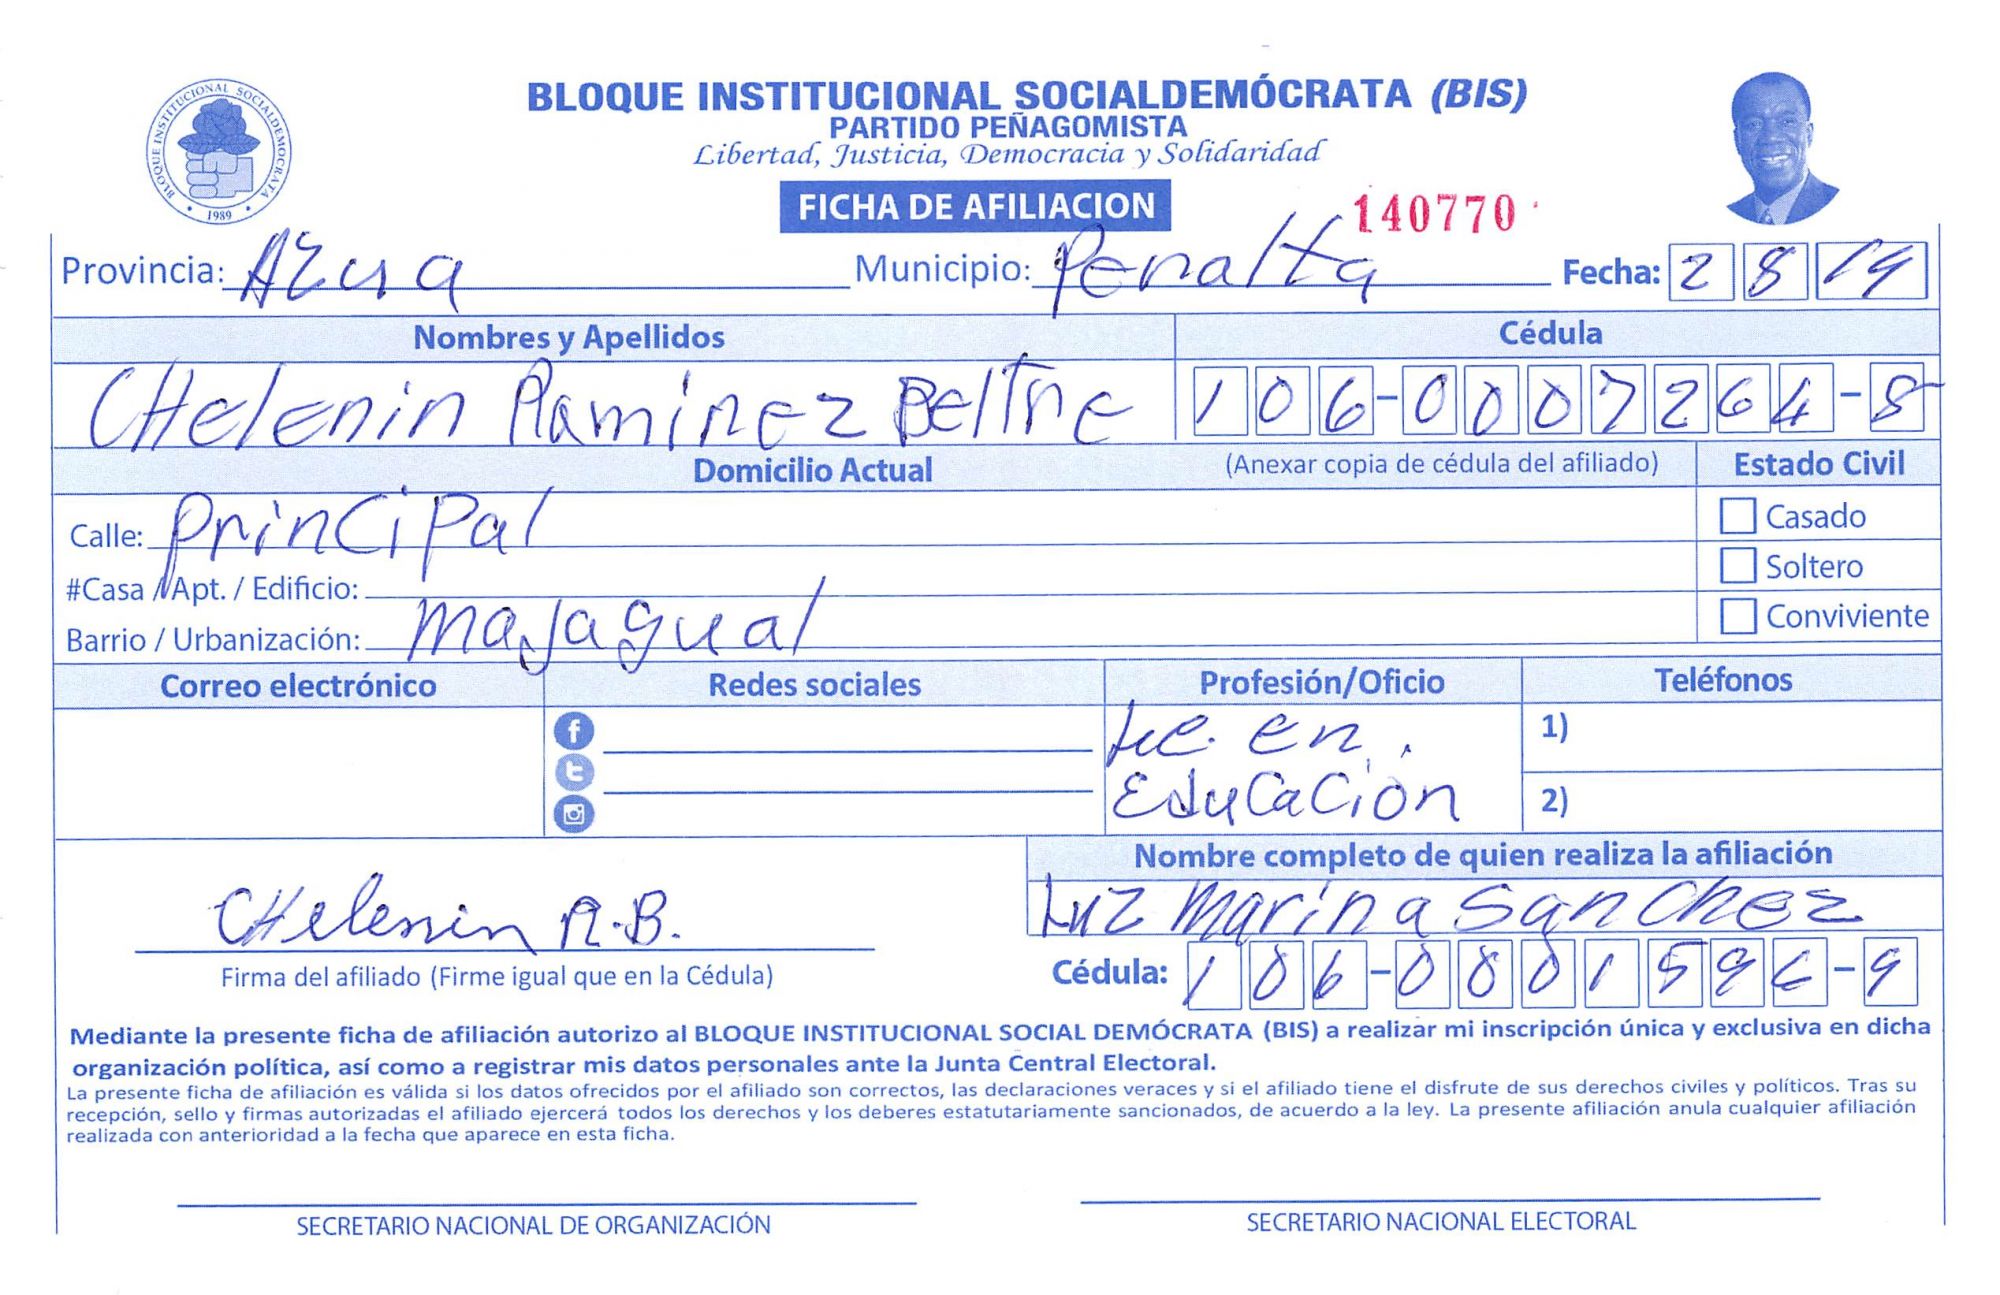 BLOQUE INSTITUCIONAL SOCIALDEMOCRATA
1989
BLOQUE INSTITUCIONAL SOCIALDEMÓCRATA (BIS)
PARTIDO PEÑAGOMISTA
Libertad, Justicia, Democracia y Solidaridad
FICHA DE AFILIACION 140770
Provincia: Azua Municipio: Peralta Fecha: 2 8 19
Nombres y Apellidos Cédula
CHelenin Ramirez Beltre 106-0007264-8
Domicilio Actual (Anexar copia de cédula del afiliado) Estado Civil
Calle: principal Casado
#Casa / Apt. / Edificio: Soltero
Barrio / Urbanización: majagual Conviviente
Correo electrónico Redes sociales Profesión/Oficio Teléfonos
Lic. en 1)
Educación 2)
Nombre completo de quien realiza la afiliación
CHelenin R.B. Luz Marina Sanchez
Firma del afiliado (Firme igual que en la Cédula) Cédula: 106-0001596-9
Mediante la presente ficha de afiliación autorizo al BLOQUE INSTITUCIONAL SOCIAL DEMÓCRATA (BIS) a realizar mi inscripción única y exclusiva en dicha
organización política, así como a registrar mis datos personales ante la Junta Central Electoral.
La presente ficha de afiliación es válida si los datos ofrecidos por el afiliado son correctos, las declaraciones veraces y si el afiliado tiene el disfrute de sus derechos civiles y políticos. Tras su
recepción, sello y firmas autorizadas el afiliado ejercerá todos los derechos y los deberes estatutariamente sancionados, de acuerdo a la ley. La presente afiliación anula cualquier afiliación
realizada con anterioridad a la fecha que aparece en esta ficha.
SECRETARIO NACIONAL DE ORGANIZACIÓN SECRETARIO NACIONAL ELECTORAL